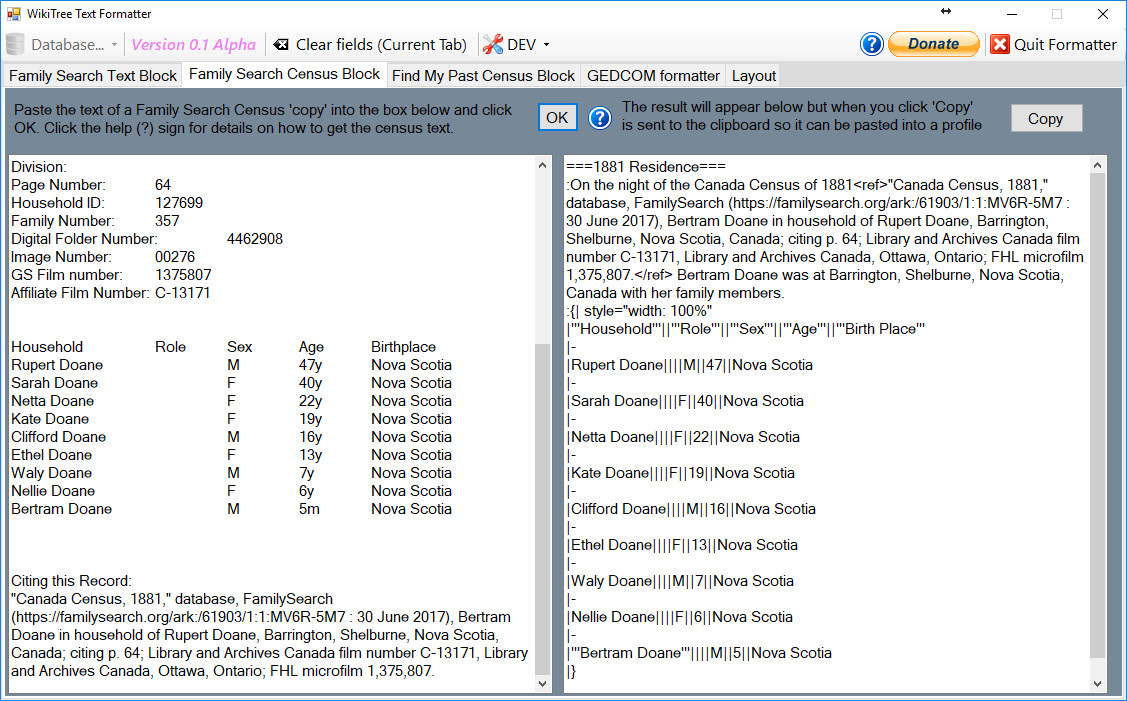 WikiTree Text Formatter
Database... Version 0.1 Alpha Clear fields (Current Tab) DEV ? Donate Quit Formatter
Family Search Text Block Family Search Census Block Find My Past Census Block GEDCOM formatter Layout
Paste the text of a Family Search Census 'copy' into the box below and click
OK. Click the help (?) sign for details on how to get the census text.
OK
?
The result will appear below but when you click 'Copy'
is sent to the clipboard so it can be pasted into a profile
Copy
Division:
Page Number: 64
Household ID: 127699
Family Number: 357
Digital Folder Number: 4462908
Image Number: 00276
GS Film number: 1375807
Affiliate Film Number: C-13171
Household Role Sex Age Birthplace
Rupert Doane M 47y Nova Scotia
Sarah Doane F 40y Nova Scotia
Netta Doane F 22y Nova Scotia
Kate Doane F 19y Nova Scotia
Clifford Doane M 16y Nova Scotia
Ethel Doane F 13y Nova Scotia
Waly Doane M 7y Nova Scotia
Nellie Doane F 6y Nova Scotia
Bertram Doane M 5m Nova Scotia
Citing this Record:
"Canada Census, 1881," database, FamilySearch
(https://familysearch.org/ark:/61903/1:1:MV6R-5M7 : 30 June 2017), Bertram
Doane in household of Rupert Doane, Barrington, Shelburne, Nova Scotia,
Canada; citing p. 64; Library and Archives Canada film number C-13171, Library
and Archives Canada, Ottawa, Ontario; FHL microfilm 1,375,807.
===1881 Residence===
:On the night of the Canada Census of 1881<ref>"Canada Census, 1881,"
database, FamilySearch (https://familysearch.org/ark:/61903/1:1:MV6R-5M7 :
30 June 2017), Bertram Doane in household of Rupert Doane, Barrington,
Shelburne, Nova Scotia, Canada; citing p. 64; Library and Archives Canada film
number C-13171, Library and Archives Canada, Ottawa, Ontario; FHL microfilm
1,375,807.</ref> Bertram Doane was at Barrington, Shelburne, Nova Scotia,
Canada with her family members.
:{| style="width: 100%"
|'''Household'''||'''Role'''||'''Sex'''||'''Age'''||'''Birth Place'''
|-
|Rupert Doane||||M||47||Nova Scotia
|-
|Sarah Doane||||F||40||Nova Scotia
|-
|Netta Doane||||F||22||Nova Scotia
|-
|Kate Doane||||F||19||Nova Scotia
|-
|Clifford Doane||||M||16||Nova Scotia
|-
|Ethel Doane||||F||13||Nova Scotia
|-
|Waly Doane||||M||7||Nova Scotia
|-
|Nellie Doane||||F||6||Nova Scotia
|-
|'''Bertram Doane'''||||M||5||Nova Scotia
|}